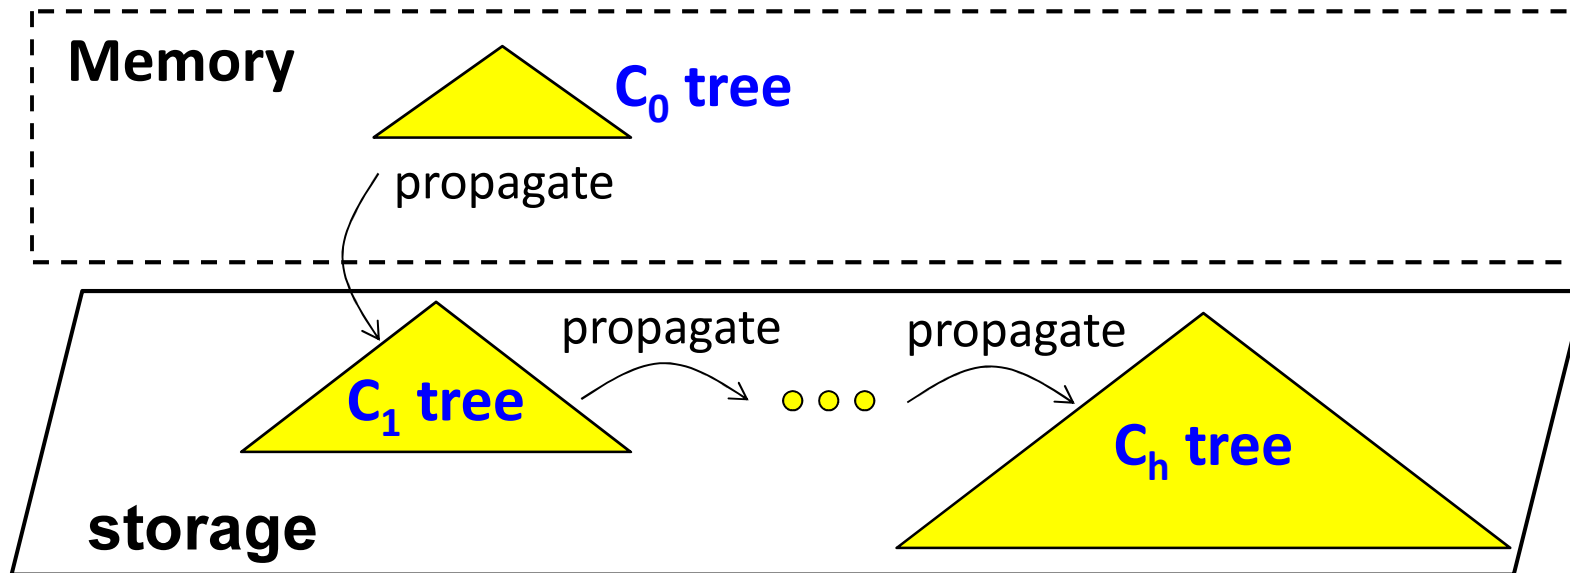 Memory
C₀ tree
propagate
propagate
propagate
C₁ tree
Cₕ tree
storage